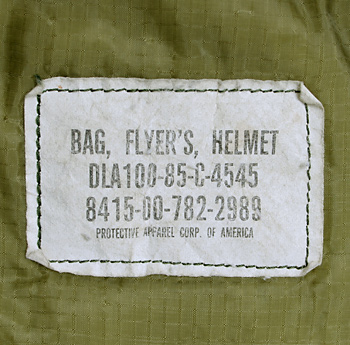 BAG, FLYER'S, HELMET
DLA100-85-C-4545
8415-00-782-2989
PROTECTIVE APPAREL CORP. OF AMERICA